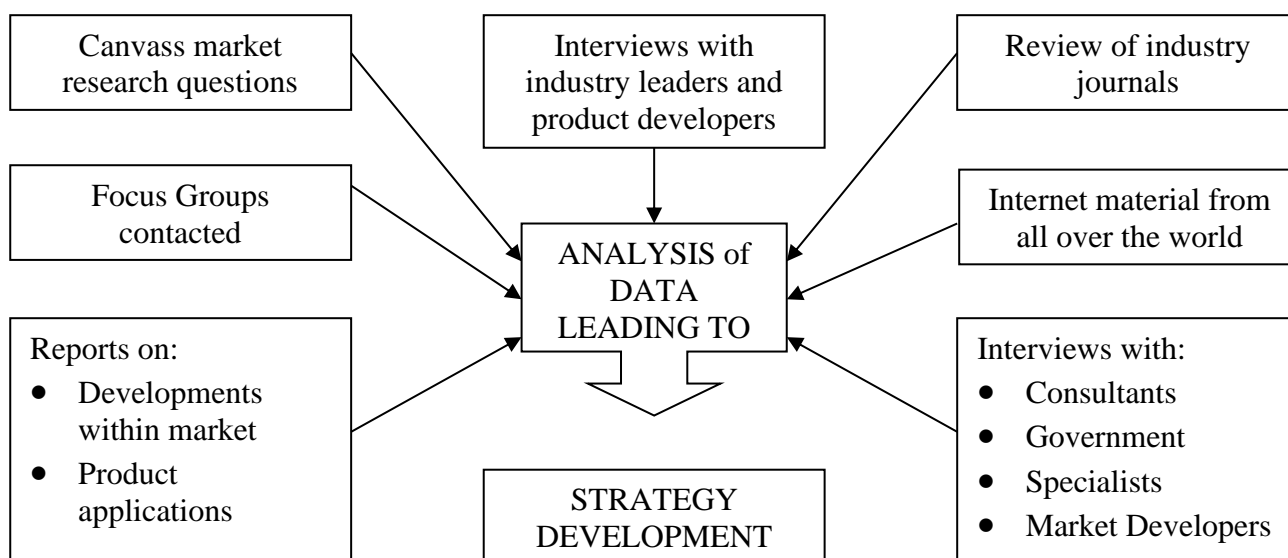 Canvass market
research questions
Interviews with
industry leaders and
product developers
Review of industry
journals
Focus Groups
contacted
Internet material from
all over the world
ANALYSIS of
DATA
LEADING TO
Reports on:
● Developments
within market
● Product
applications
Interviews with:
● Consultants
● Government
● Specialists
● Market Developers
STRATEGY
DEVELOPMENT